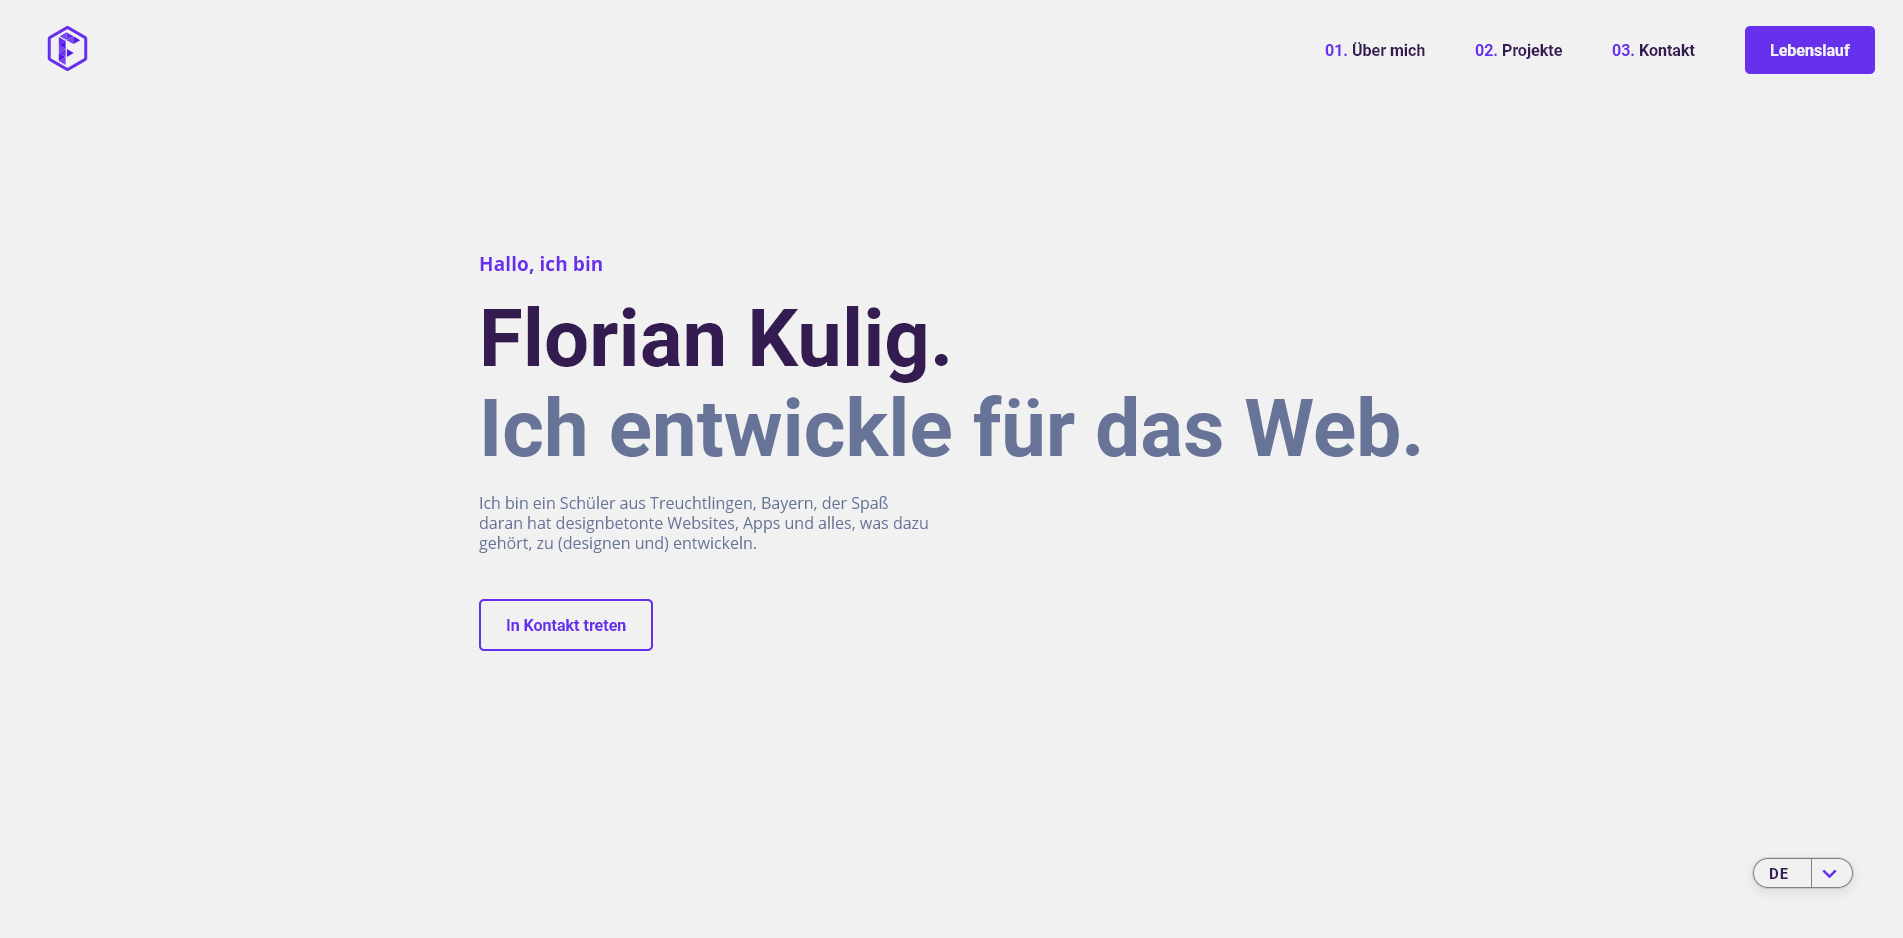 01. Über mich
02. Projekte
03. Kontakt
Lebenslauf
Hallo, ich bin
Florian Kulig.
Ich entwickle für das Web.
Ich bin ein Schüler aus Treuchtlingen, Bayern, der Spaß
daran hat designbetonte Websites, Apps und alles, was dazu
gehört, zu (designen und) entwickeln.
In Kontakt treten
DE